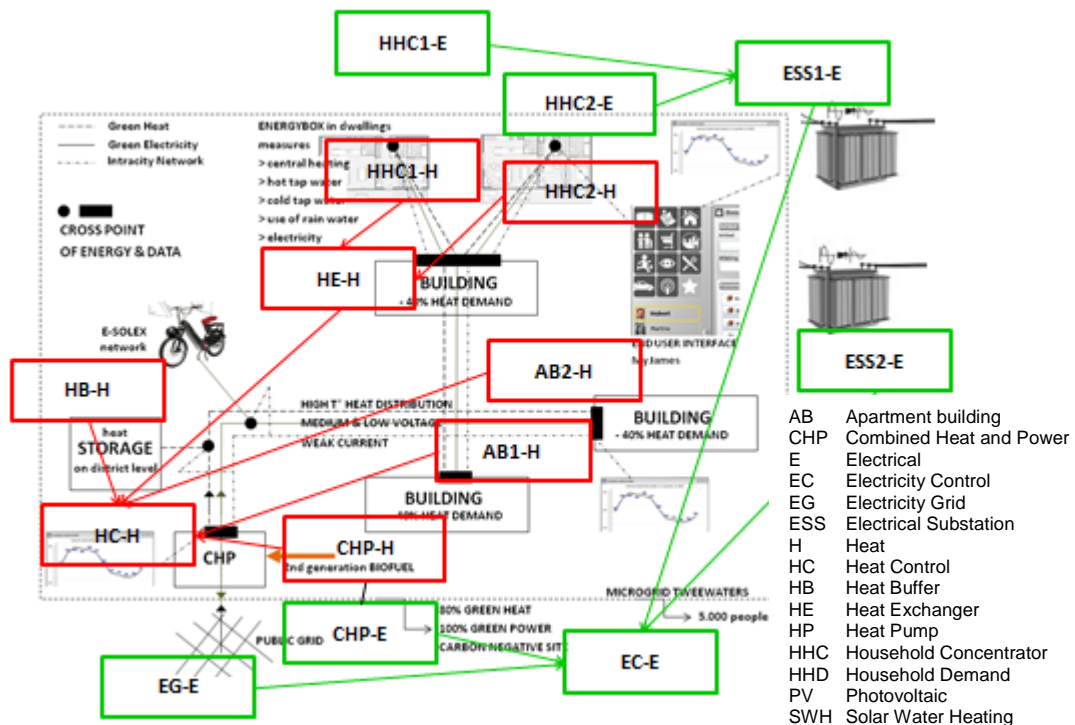 HHC1-E
ESS1-E
HHC2-E
Green Heat
Green Electricity
Intracity Network
ENERGYBOX in dwellings
measures
> central heating
> hot tap water
> cold tap water
> use of rain water
> electricity
HHC1-H
HHC2-H
CROSS POINT
OF ENERGY & DATA
HE-H
BUILDING
HEAT DEMAND
E-SOLEX
network
END USER INTERFACE
ESS2-E
HB-H
AB2-H
HIGH T° HEAT DISTRIBUTION
MEDIUM & LOW VOLTAGE
WEAK CURRENT
BUILDING
- 40% HEAT DEMAND
heat
STORAGE
on district level
AB1-H
BUILDING
HEAT DEMAND
HC-H
CHP
CHP-H
2nd generation BIOFUEL
MICROGRID TWEEWATERS
5.000 people
80% GREEN HEAT
100% GREEN POWER
CARBON NEGATIVE SITE
PUBLIC GRID
CHP-E
EG-E
EC-E
AB Apartment building
CHP Combined Heat and Power
E Electrical
EC Electricity Control
EG Electricity Grid
ESS Electrical Substation
H Heat
HC Heat Control
HB Heat Buffer
HE Heat Exchanger
HP Heat Pump
HHC Household Concentrator
HHD Household Demand
PV Photovoltaic
SWH Solar Water Heating